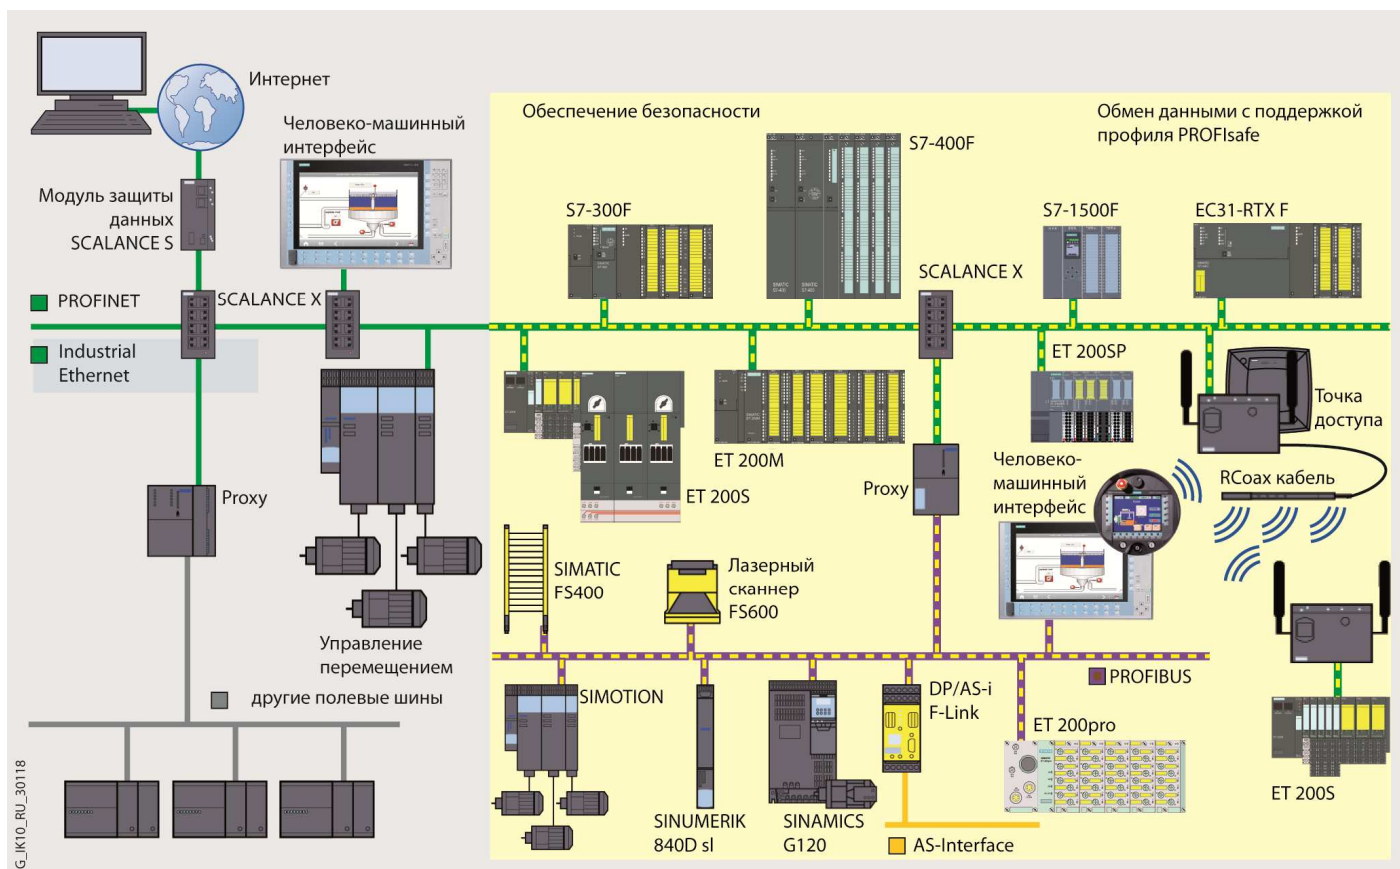 Интернет
Обеспечение безопасности
Обмен данными с поддержкой
профиля PROFIsafe
Человеко-машинный
интерфейс
S7-400F
Модуль защиты
данных
SCALANCE S
S7-300F
S7-1500F
EC31-RTX F
SCALANCE X
PROFINET
SCALANCE X
Industrial
Ethernet
ET 200SP
Точка
доступа
ET 200M
Человеко-
машинный
интерфейс
RCoax кабель
Proxy
ET 200S
Proxy
SIMATIC
FS400
Лазерный
сканнер
FS600
Управление
перемещением
PROFIBUS
другие полевые шины
SIMOTION
DP/AS-i
F-Link
ET 200pro
ET 200S
SINUMERIK
840D sl
SINAMICS
G120
AS-Interface
G_IK10_RU_30118